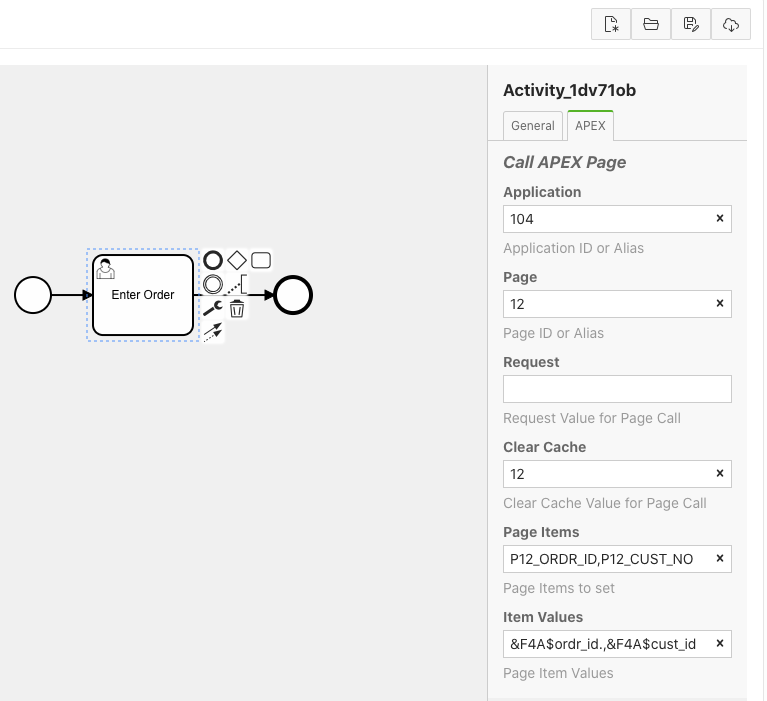 Activity_1dv71ob
General
APEX
Call APEX Page
Application
104
Application ID or Alias
Page
12
Page ID or Alias
Request
Request Value for Page Call
Clear Cache
12
Clear Cache Value for Page Call
Page Items
P12_ORDR_ID,P12_CUST_NO
Page Items to set
Item Values
&F4A$ordr_id.,&F4A$cust_id
Page Item Values
Enter Order